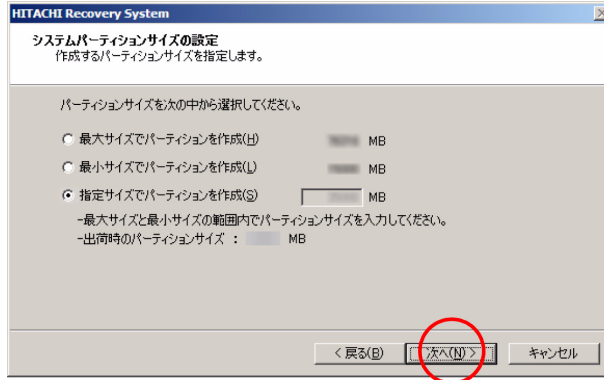 HITACHI Recovery System
システムパーティションサイズの設定
作成するパーティションサイズを指定します。
パーティションサイズを次の中から選択してください。
最大サイズでパーティションを作成(H) MB
最小サイズでパーティションを作成(L) MB
指定サイズでパーティションを作成(S) MB
-最大サイズと最小サイズの範囲内でパーティションサイズを入力してください。
-出荷時のパーティションサイズ : MB
< 戻る(B) 次へ(N) > キャンセル